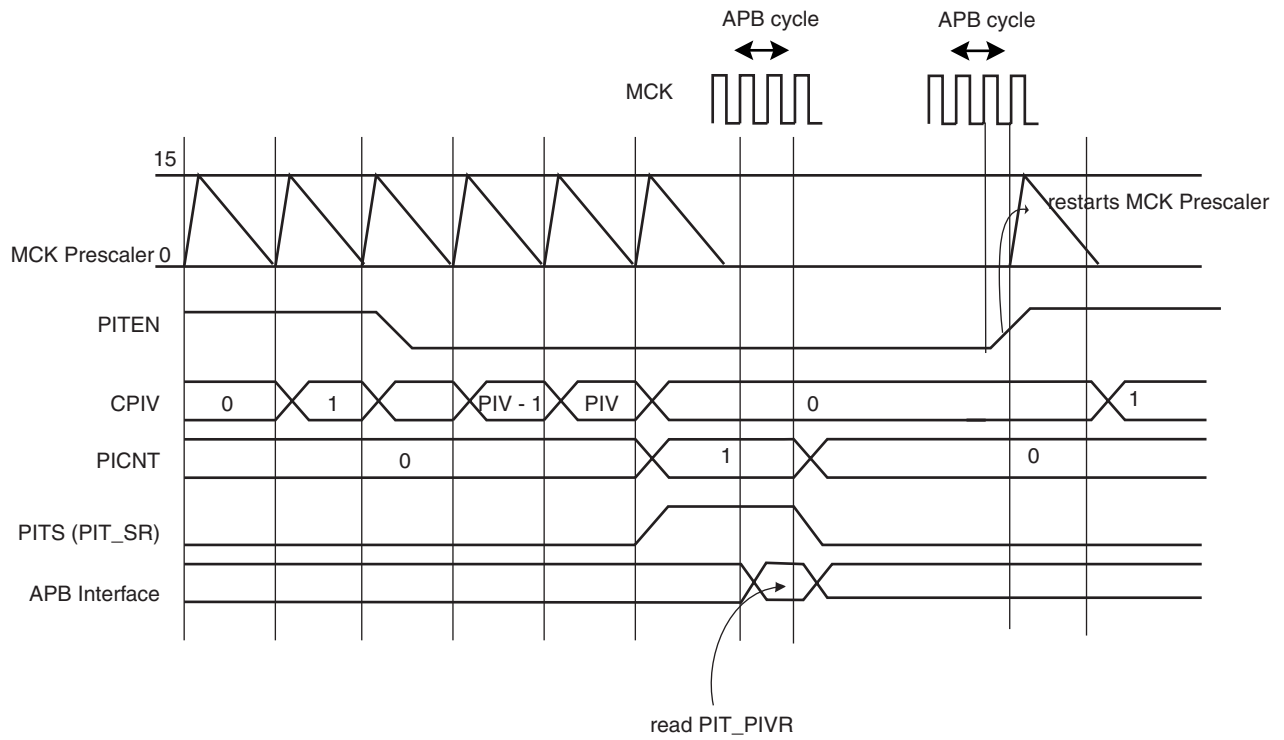 APB cycle
APB cycle
MCK
15
restarts MCK Prescaler
MCK Prescaler 0
PITEN
CPIV 0 1 PIV - 1 PIV 0 1
PICNT 0 1 0
PITS (PIT_SR)
APB Interface
read PIT_PIVR